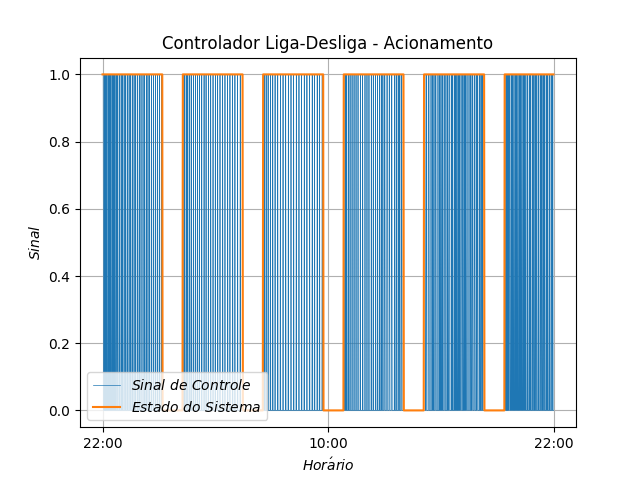 Controlador Liga-Desliga - Acionamento
1.0
0.8
0.6
0.4
0.2
0.0
Sinal
Sinal de Controle
Estado do Sistema
22:00
10:00
22:00
Horário